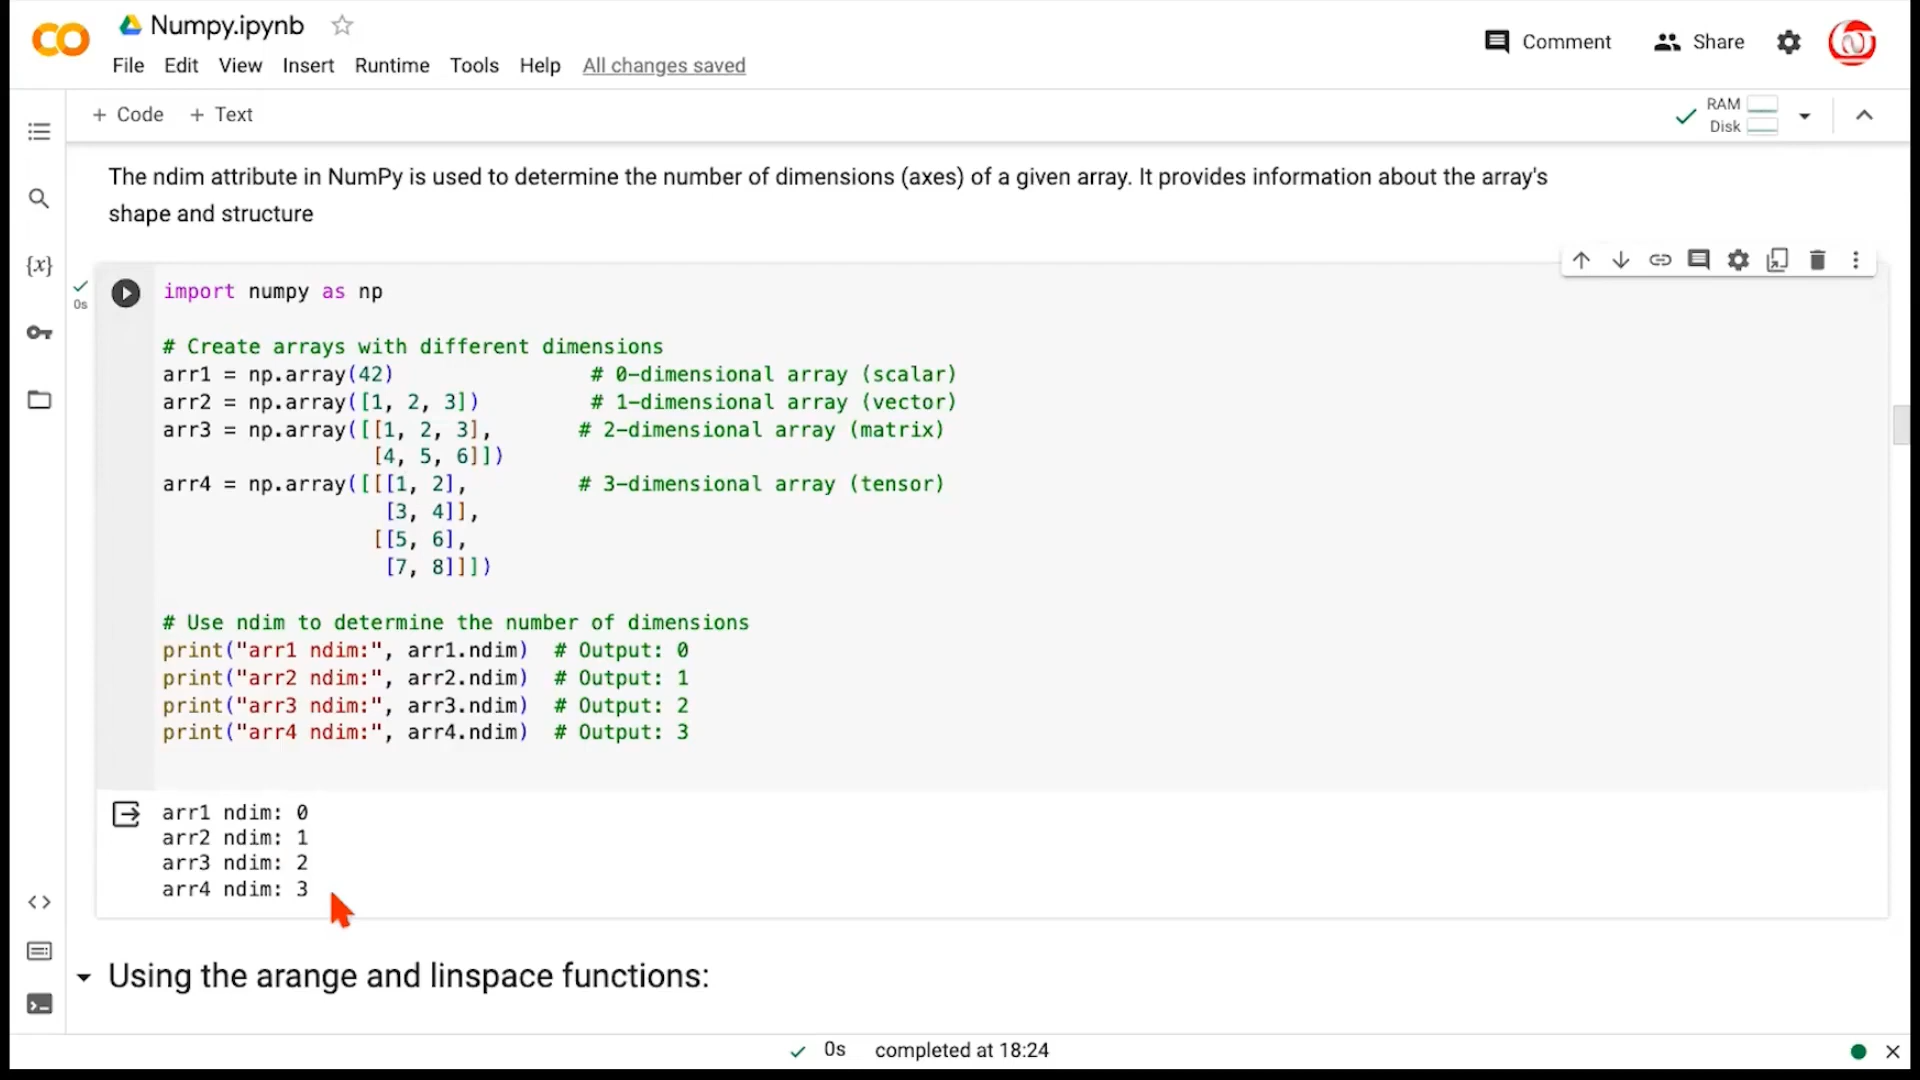 Numpy.ipynb
Comment
Share
File Edit View Insert Runtime Tools Help All changes saved
+ Code + Text
RAM
Disk
The ndim attribute in NumPy is used to determine the number of dimensions (axes) of a given array. It provides information about the array's
shape and structure
{x}
0s
import numpy as np
# Create arrays with different dimensions
arr1 = np.array(42)                # 0-dimensional array (scalar)
arr2 = np.array([1, 2, 3])         # 1-dimensional array (vector)
arr3 = np.array([[1, 2, 3],       # 2-dimensional array (matrix)
                 [4, 5, 6]])
arr4 = np.array([[[1, 2],         # 3-dimensional array (tensor)
                  [3, 4]],
                 [[5, 6],
                  [7, 8]]])
# Use ndim to determine the number of dimensions
print("arr1 ndim:", arr1.ndim)  # Output: 0
print("arr2 ndim:", arr2.ndim)  # Output: 1
print("arr3 ndim:", arr3.ndim)  # Output: 2
print("arr4 ndim:", arr4.ndim)  # Output: 3
arr1 ndim: 0
arr2 ndim: 1
arr3 ndim: 2
arr4 ndim: 3
Using the arange and linspace functions:
0s completed at 18:24